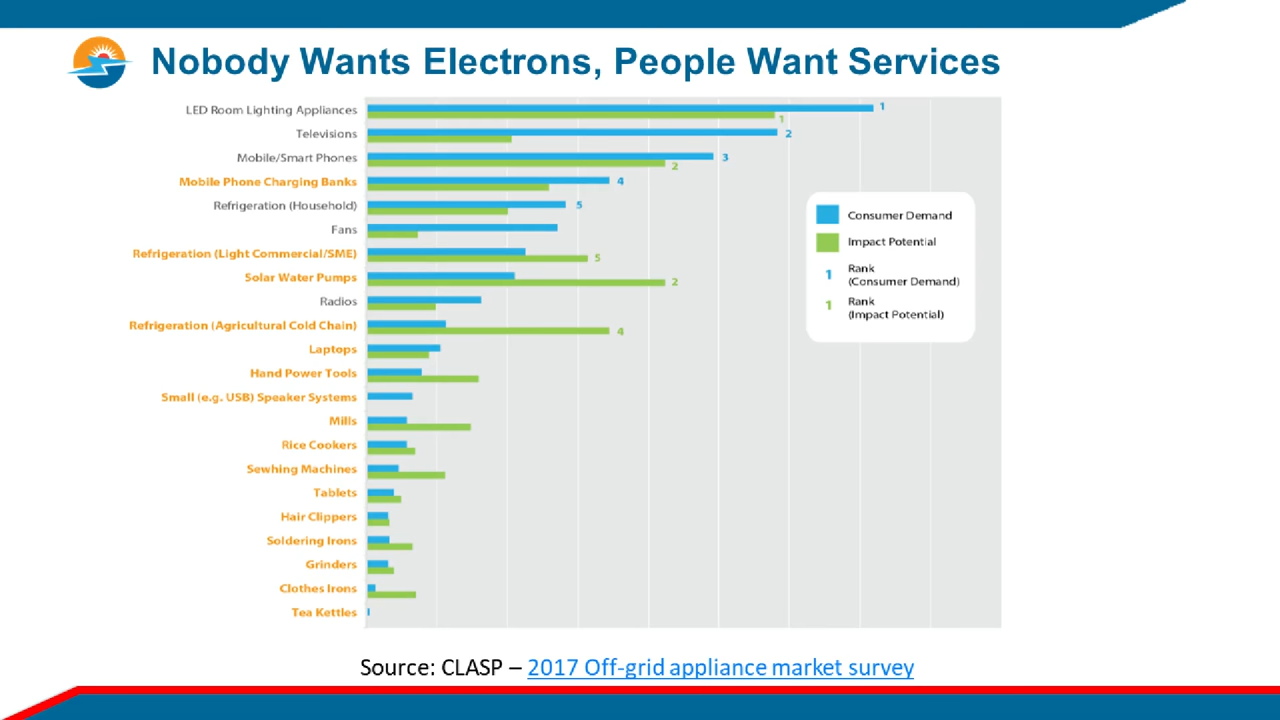 Nobody Wants Electrons, People Want Services
LED Room Lighting Appliances
1
1
Televisions
2
Mobile/Smart Phones
3
2
Mobile Phone Charging Banks
4
Refrigeration (Household)
5
Fans
Refrigeration (Light Commercial/SME)
5
Solar Water Pumps
2
Radios
Refrigeration (Agricultural Cold Chain)
4
Laptops
Hand Power Tools
Small (e.g. USB) Speaker Systems
Mills
Rice Cookers
Sewhing Machines
Tablets
Hair Clippers
Soldering Irons
Grinders
Clothes Irons
Tea Kettles
Consumer Demand
Impact Potential
1 Rank
(Consumer Demand)
1 Rank
(Impact Potential)
Source: CLASP – 2017 Off-grid appliance market survey